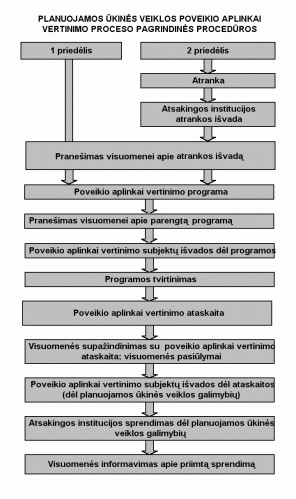 PLANUOJAMOS ŪKINĖS VEIKLOS POVEIKIO APLINKAI
VERTINIMO PROCESO PAGRINDINĖS PROCEDŪROS
1 priedėlis
2 priedėlis
Atranka
Atsakingos institucijos
atrankos išvada
Pranešimas visuomenei apie atrankos išvadą
Poveikio aplinkai vertinimo programa
Pranešimas visuomenei apie parengtą programą
Poveikio aplinkai vertinimo subjektų išvados dėl programos
Programos tvirtinimas
Poveikio aplinkai vertinimo ataskaita
Visuomenės supažindinimas su poveikio aplinkai vertinimo
ataskaita; visuomenės pasiūlymai
Poveikio aplinkai vertinimo subjektų išvados dėl ataskaitos
(dėl planuojamos ūkinės veiklos galimybių)
Atsakingos institucijos sprendimas dėl planuojamos ūkinės
veiklos galimybių
Visuomenės informavimas apie priimtą sprendimą